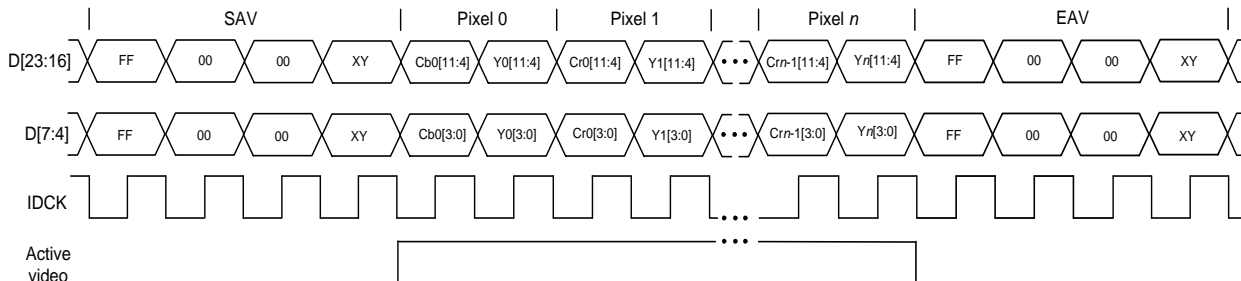 SAV Pixel 0 Pixel 1 Pixel n EAV
D[23:16] FF 00 00 XY Cb0[11:4] Y0[11:4] Cr0[11:4] Y1[11:4] ••• Crn-1[11:4] Yn[11:4] FF 00 00 XY
D[7:4] FF 00 00 XY Cb0[3:0] Y0[3:0] Cr0[3:0] Y1[3:0] ••• Crn-1[3:0] Yn[3:0] FF 00 00 XY
IDCK •••
Active •••
video